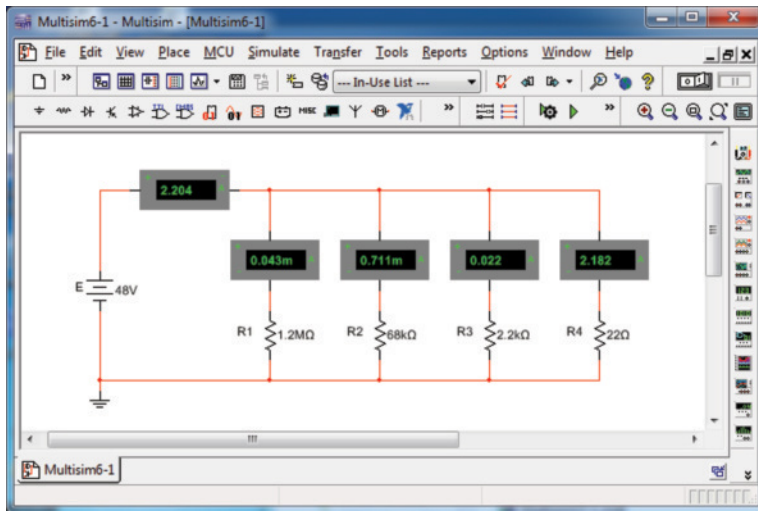 Multisim6-1 - Multisim - [Multisim6-1]
File Edit View Place MCU Simulate Transfer Tools Reports Options Window Help
--- In-Use List ---
MISC
2.204
0.043m
0.711m
0.022
2.182
E
48V
R1
1.2MΩ
R2
68kΩ
R3
2.2kΩ
R4
22Ω
Multisim6-1